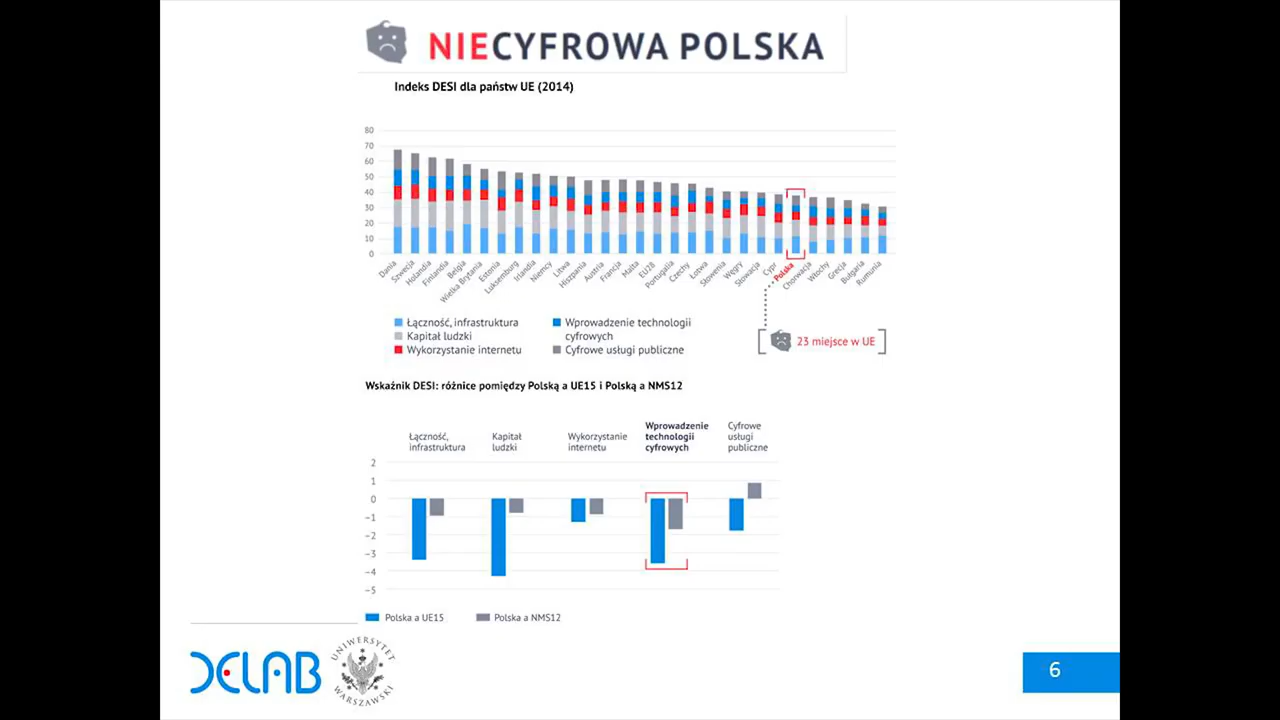 NIECYFROWA POLSKA
Indeks DESI dla państw UE (2014)
80
70
60
50
40
30
20
10
0
Dania
Szwecja
Holandia
Finlandia
Belgia
Wielka Brytania
Estonia
Luksemburg
Irlandia
Niemcy
Litwa
Hiszpania
Austria
Francja
Malta
EU28
Portugalia
Czechy
Łotwa
Słowenia
Węgry
Słowacja
Cypr
Polska
Chorwacja
Włochy
Grecja
Bułgaria
Rumunia
Łączność, infrastruktura
Kapitał ludzki
Wykorzystanie internetu
Wprowadzenie technologii
cyfrowych
Cyfrowe usługi publiczne
23 miejsce w UE
Wskaźnik DESI: różnice pomiędzy Polską a UE15 i Polską a NMS12
Łączność,
infrastruktura
Kapitał
ludzki
Wykorzystanie
internetu
Wprowadzenie
technologii
cyfrowych
Cyfrowe
usługi
publiczne
2
1
0
−1
−2
−3
−4
−5
Polska a UE15
Polska a NMS12
DELAB
UNIWERSYTET
WARSZAWSKI
6